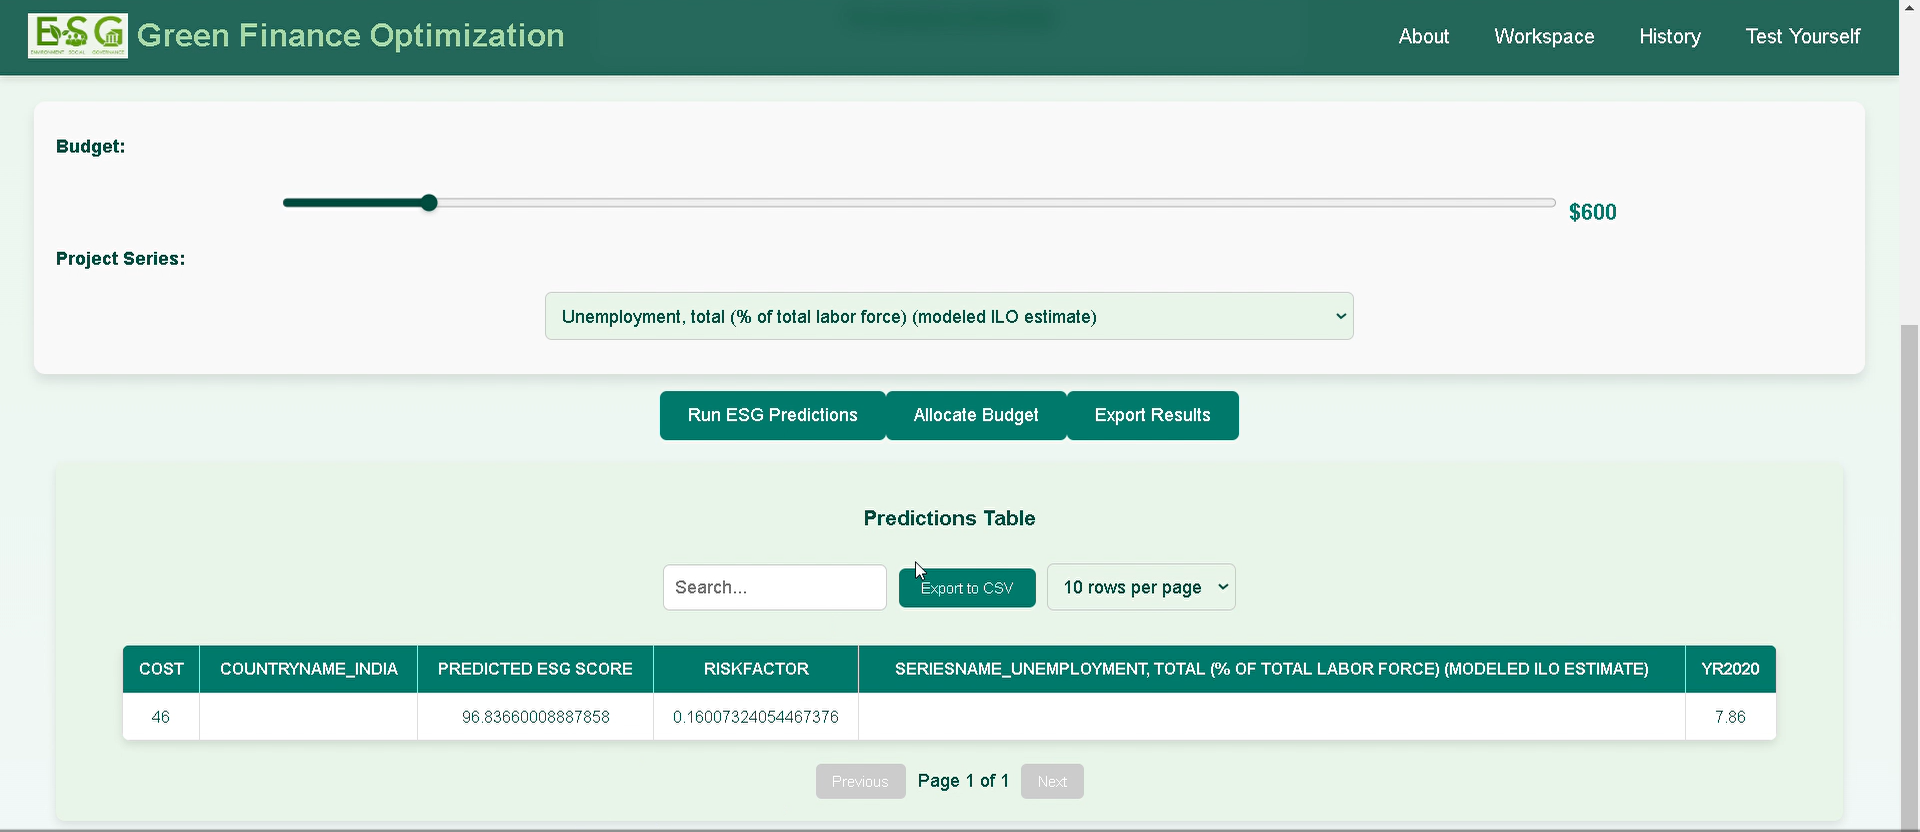 ESG
ENVIRONMENT SOCIAL GOVERNANCE
Green Finance Optimization
About
Workspace
History
Test Yourself
Budget:
$600
Project Series:
Unemployment, total (% of total labor force) (modeled ILO estimate)
Run ESG Predictions
Allocate Budget
Export Results
Predictions Table
Search...
Export to CSV
10 rows per page
COST COUNTRYNAME_INDIA PREDICTED ESG SCORE RISKFACTOR SERIESNAME_UNEMPLOYMENT, TOTAL (% OF TOTAL LABOR FORCE) (MODELED ILO ESTIMATE) YR2020
46 96.83660008887858 0.16007324054467376 7.86
Previous
Page 1 of 1
Next